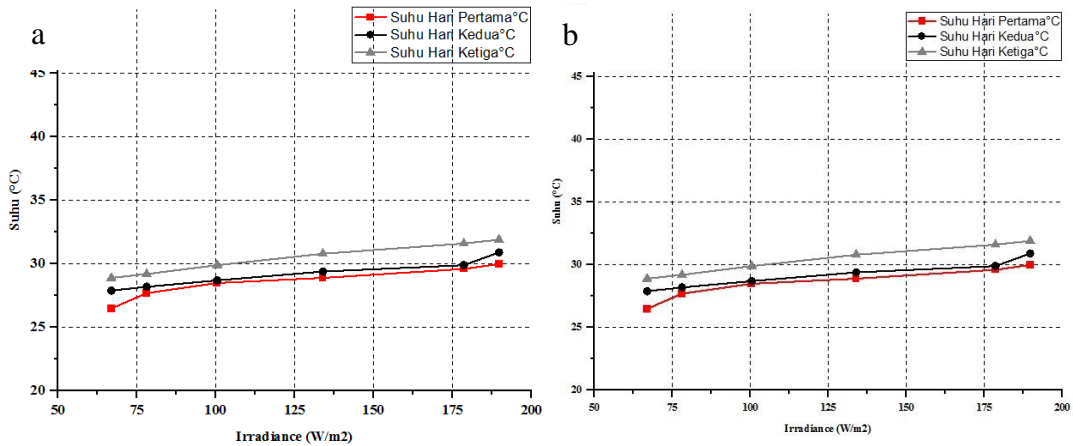 a
Suhu Hari Pertama°C
Suhu Hari Kedua°C
Suhu Hari Ketiga°C
45
40
35
30
25
20
Suhu (°C)
50
75
100
125
150
175
200
Irradiance (W/m2)
b
Suhu Hari Pertama°C
Suhu Hari Kedua°C
Suhu Hari Ketiga°C
45
40
35
30
25
20
Suhu (°C)
50
75
100
125
150
175
200
Irradiance (W/m2)